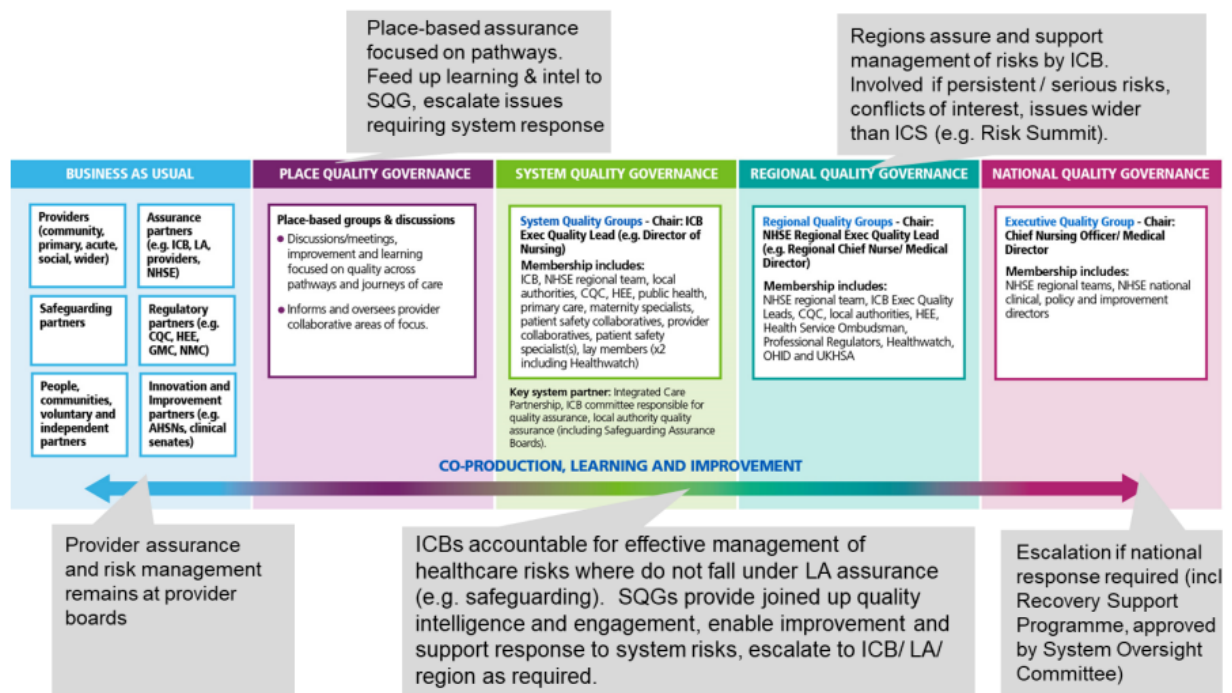 Place-based assurance
focused on pathways.
Feed up learning & intel to
SQG, escalate issues
requiring system response
Regions assure and support
management of risks by ICB.
Involved if persistent / serious risks,
conflicts of interest, issues wider
than ICS (e.g. Risk Summit).
BUSINESS AS USUAL
Providers
(community,
primary, acute,
social, wider)
Assurance
partners
(e.g. ICB, LA,
providers,
NHSE)
Safeguarding
partners
Regulatory
partners (e.g.
CQC, HEE,
GMC, NMC)
People,
communities,
voluntary and
independent
partners
Innovation and
Improvement
partners (e.g.
AHSNs, clinical
senates)
PLACE QUALITY GOVERNANCE
Place-based groups & discussions
• Discussions/meetings,
improvement and learning
focused on quality across
pathways and journeys of care
• Informs and oversees provider
collaborative areas of focus.
SYSTEM QUALITY GOVERNANCE
System Quality Groups - Chair: ICB
Exec Quality Lead (e.g. Director of
Nursing)
Membership includes:
ICB, NHSE regional team, local
authorities, CQC, HEE, public health,
primary care, maternity specialists,
patient safety collaboratives, provider
collaboratives, patient safety
specialist(s), lay members (x2
including Healthwatch)
Key system partner: Integrated Care
Partnership, ICB committee responsible for
quality assurance, local authority quality
assurance (including Safeguarding Assurance
Boards).
REGIONAL QUALITY GOVERNANCE
Regional Quality Groups - Chair:
NHSE Regional Exec Quality Lead
(e.g. Regional Chief Nurse/ Medical
Director)
Membership includes:
NHSE regional team, ICB Exec Quality
Leads, CQC, local authorities, HEE,
Health Service Ombudsman,
Professional Regulators, Healthwatch,
OHID and UKHSA
NATIONAL QUALITY GOVERNANCE
Executive Quality Group - Chair:
Chief Nursing Officer/ Medical
Director
Membership includes:
NHSE regional teams, NHSE national
clinical, policy and improvement
directors
CO-PRODUCTION, LEARNING AND IMPROVEMENT
Provider assurance
and risk management
remains at provider
boards
ICBs accountable for effective management of
healthcare risks where do not fall under LA assurance
(e.g. safeguarding). SQGs provide joined up quality
intelligence and engagement, enable improvement and
support response to system risks, escalate to ICB/ LA/
region as required.
Escalation if national
response required (incl
Recovery Support
Programme, approved
by System Oversight
Committee)